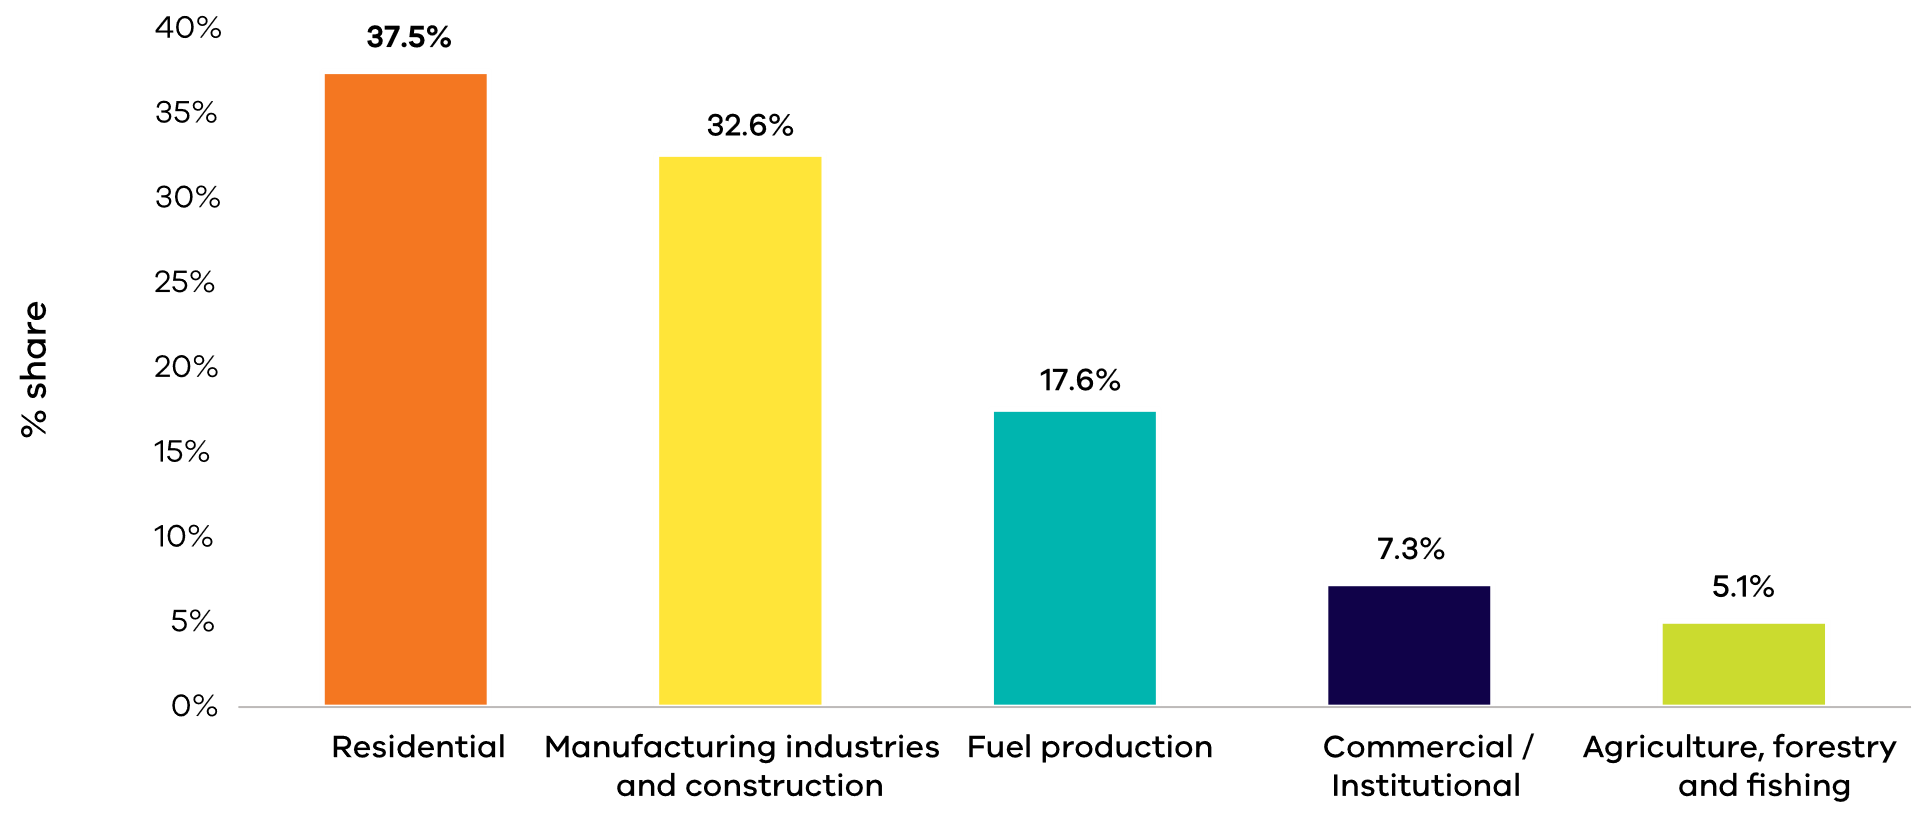 % share
40%
35%
30%
25%
20%
15%
10%
5%
0%
37.5%
32.6%
17.6%
7.3%
5.1%
Residential
Manufacturing industries
and construction
Fuel production
Commercial /
Institutional
Agriculture, forestry
and fishing